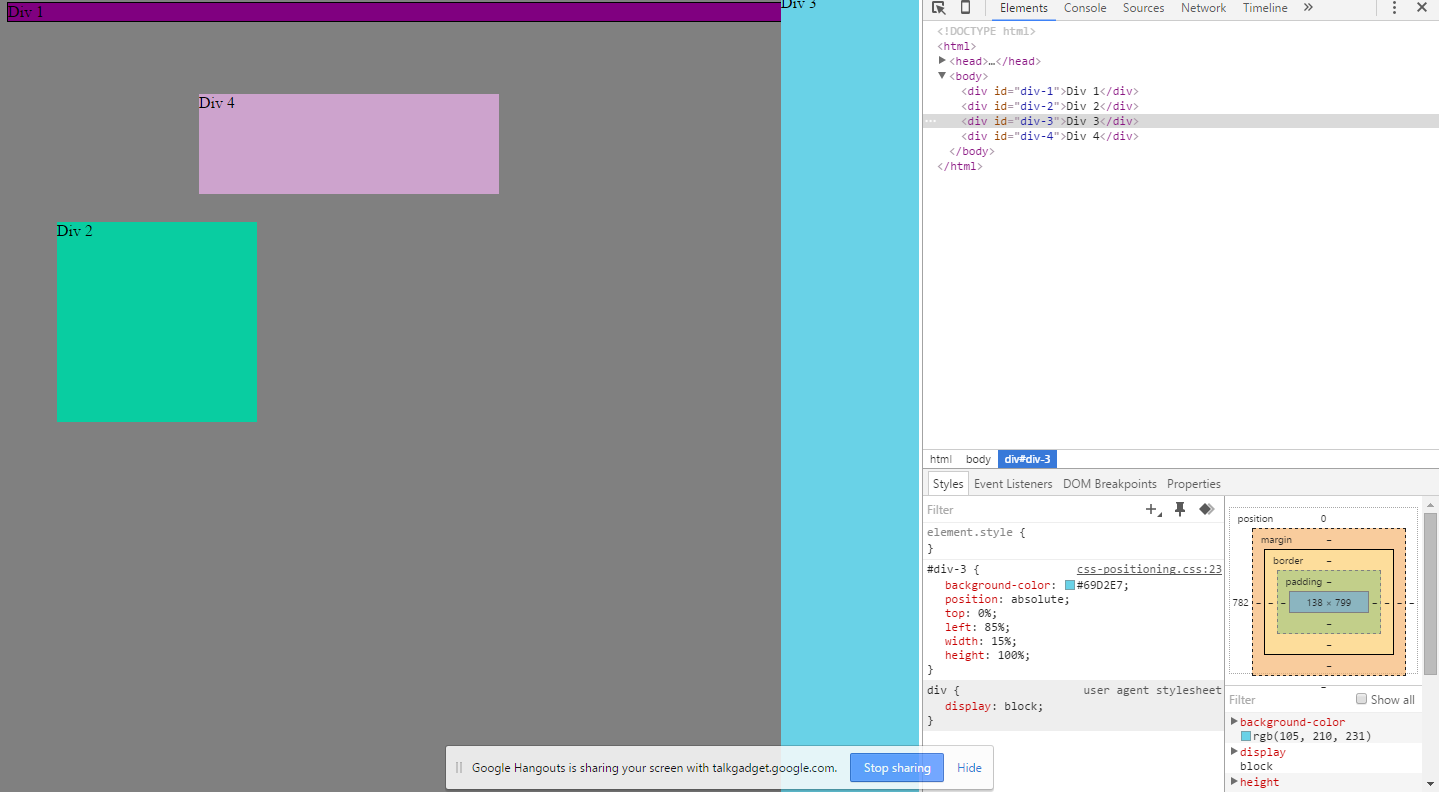 Div 1
Div 3
Div 4
Div 2
Elements Console Sources Network Timeline »
<!DOCTYPE html>
<html>
<head>…</head>
<body>
<div id="div-1">Div 1</div>
<div id="div-2">Div 2</div>
<div id="div-3">Div 3</div>
<div id="div-4">Div 4</div>
</body>
</html>
html body div#div-3
Styles Event Listeners DOM Breakpoints Properties
Filter
element.style {
}
#div-3 { css-positioning.css:23
background-color: #69D2E7;
position: absolute;
top: 0%;
left: 85%;
width: 15%;
height: 100%;
}
div { user agent stylesheet
display: block;
}
position 0
margin –
border –
padding –
782 – – – 138 × 799 – – – –
–
–
–
–
Filter Show all
background-color
rgb(105, 210, 231)
display
block
height
Google Hangouts is sharing your screen with talkgadget.google.com. Stop sharing Hide